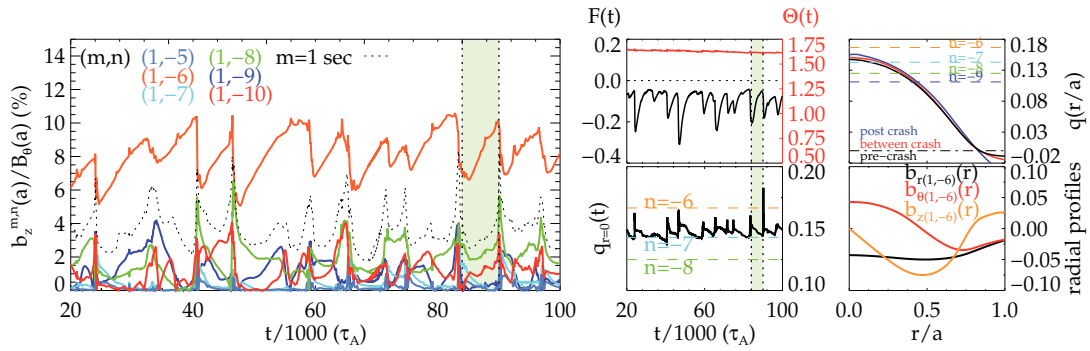 b_z^{m,n}(a)/B_θ(a) (%)
14
12
10
8
6
4
2
0
(m,n) (1,−5) (1,−8) m=1 sec
(1,−6) (1,−9)
(1,−7) (1,−10)
20 40 60 80 100
t/1000 (τ_A)
F(t) Θ(t)
0.2 1.75
0.0 1.50
1.25
−0.2 1.00
0.75
−0.4 0.50
q_{r=0}(t)
n=−6
n=−7
n=−8
0.20
0.15
0.10
20 40 60 80 100
t/1000 (τ_A)
n=−6
n=−7
n=−8
n=−9
post crash
between crash
pre−crash
0.18
0.13
0.08
0.03
−0.02
q(r/a)
b_{r(1,−6)}(r)
b_{θ(1,−6)}(r)
b_{z(1,−6)}(r)
0.10
0.05
0.00
−0.05
−0.10
radial profiles
0.0 0.5 1.0
r/a